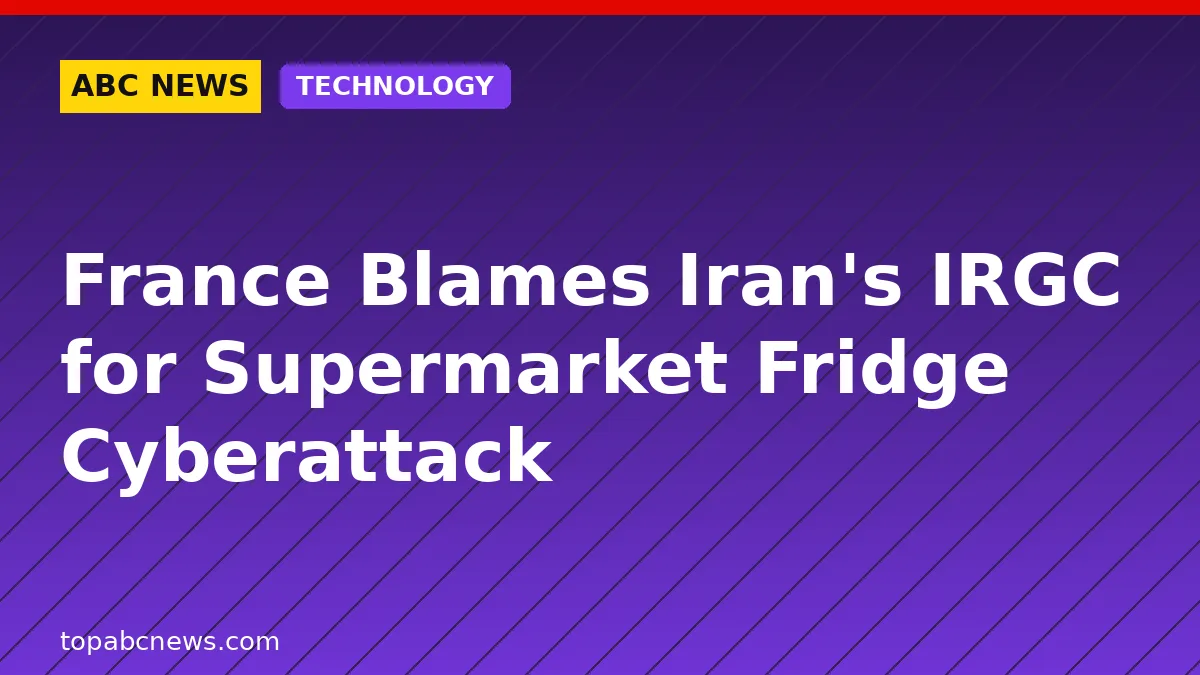 ABC NEWS
TECHNOLOGY
France Blames Iran's IRGC
for Supermarket Fridge
Cyberattack
topabcnews.com